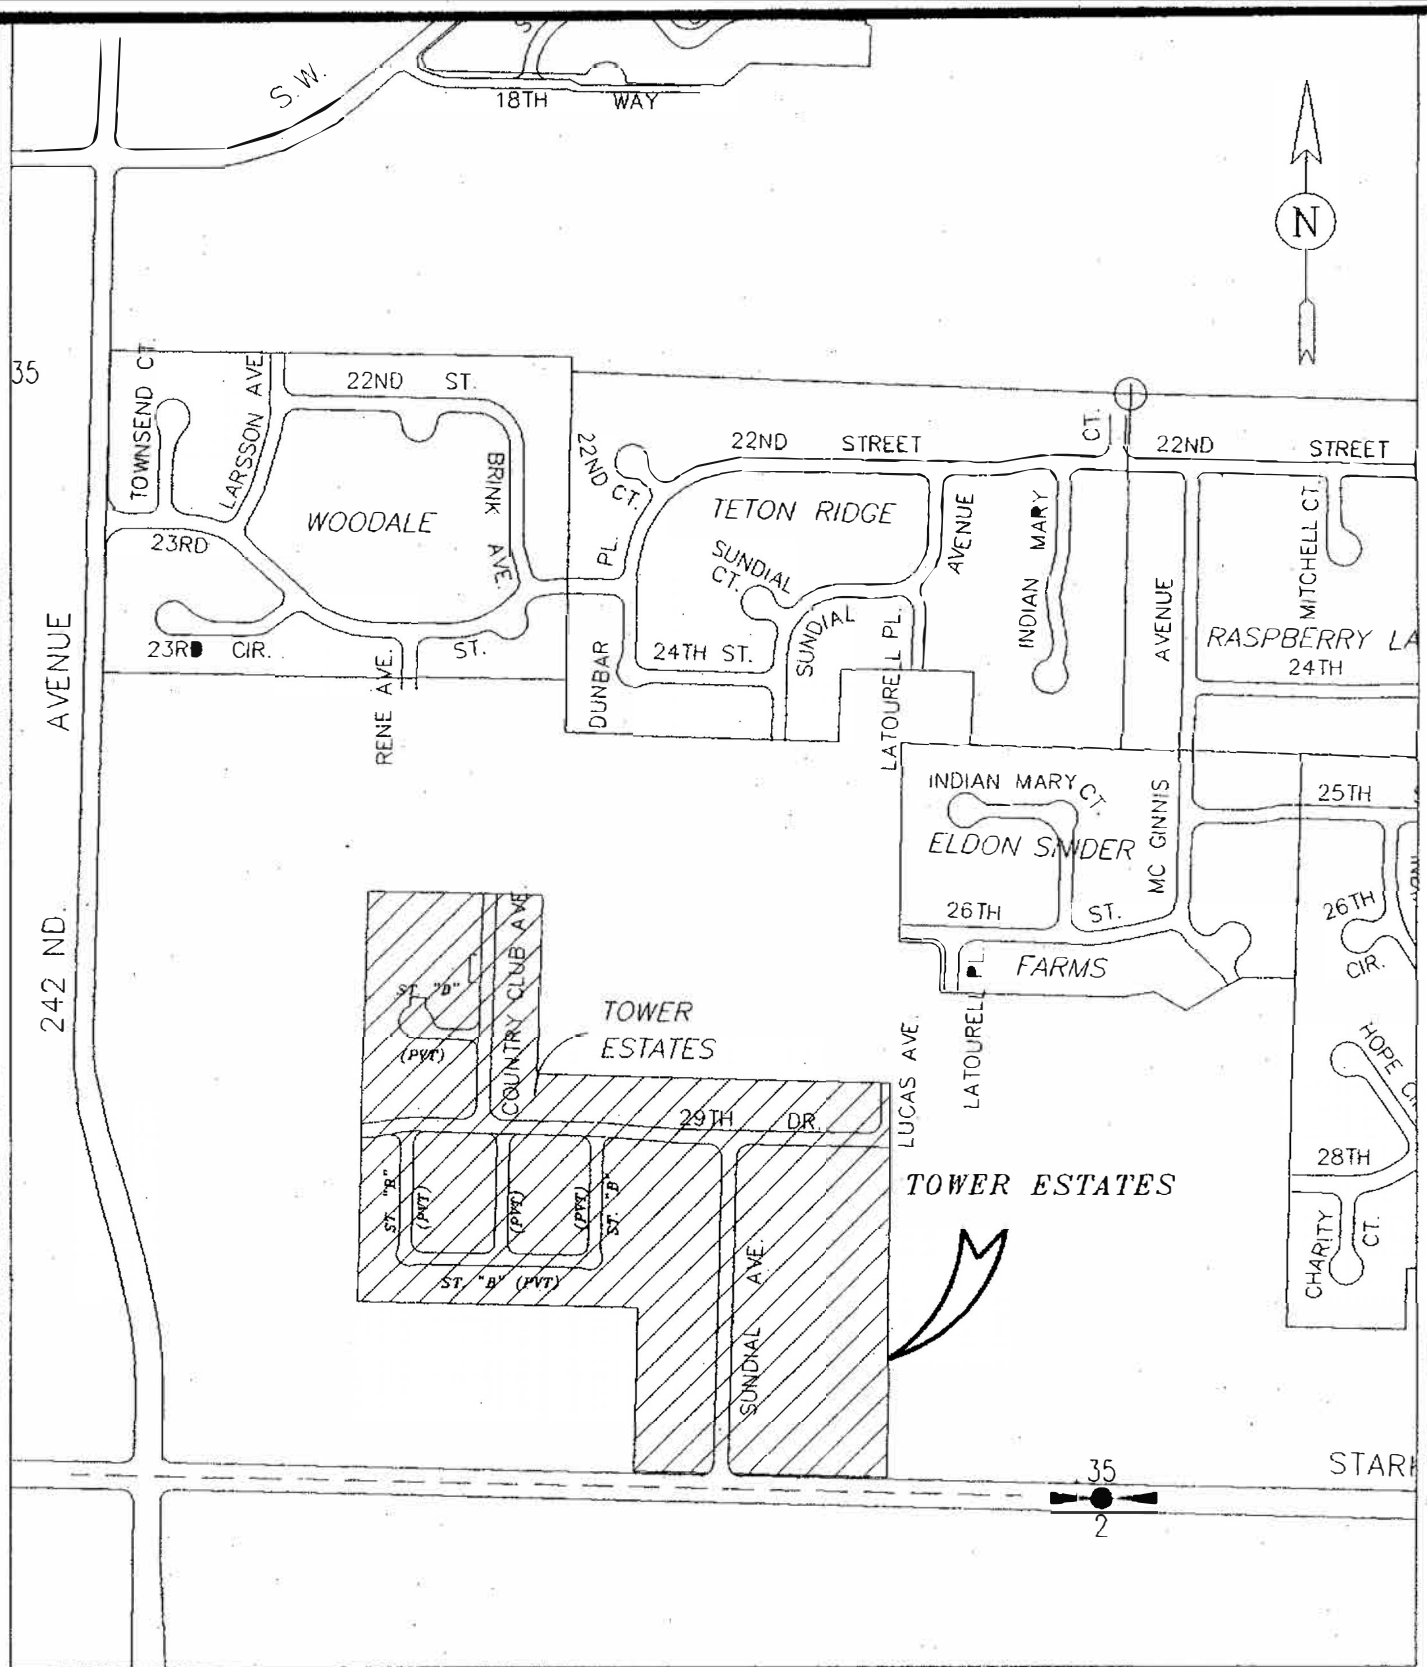 S.W.
18TH WAY
N
35
TOWNSEND CT.
LARSSON AVE.
22ND ST.
BRINK AVE.
WOODALE
23RD
23RD CIR.
ST.
RENE AVE.
22ND CT.
22ND STREET
CT.
22ND STREET
TETON RIDGE
PL.
DUNBAR
SUNDIAL
CT.
SUNDIAL
24TH ST.
LATOURELL PL.
AVENUE
INDIAN MARY
AVENUE
MITCHELL CT.
RASPBERRY LA
24TH
AVENUE
242 ND.
INDIAN MARY CT.
ELDON SNIDER
MC GINNIS
25TH
26TH ST.
26TH
CIR.
FARMS
LATOURELL PL.
COUNTRY CLUB AVE
ST. "D"
(PVT)
TOWER
ESTATES
HOPE
LUCAS AVE.
29TH DR.
28TH
CHARITY
CT.
TOWER ESTATES
ST. "B"
(PVT)
(PVT)
(PVT)
ST. "B"
ST. "B" (PVT)
SUNDIAL AVE.
STAR
35
2